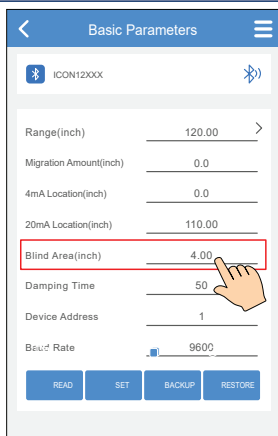 Basic Parameters
ICON12XXX
Range(inch) 120.00
Migration Amount(inch) 0.0
4mA Location(inch) 0.0
20mA Location(inch) 110.00
Blind Area(inch) 4.00
Damping Time 50
Device Address 1
Baud Rate 9600
READ SET BACKUP RESTORE